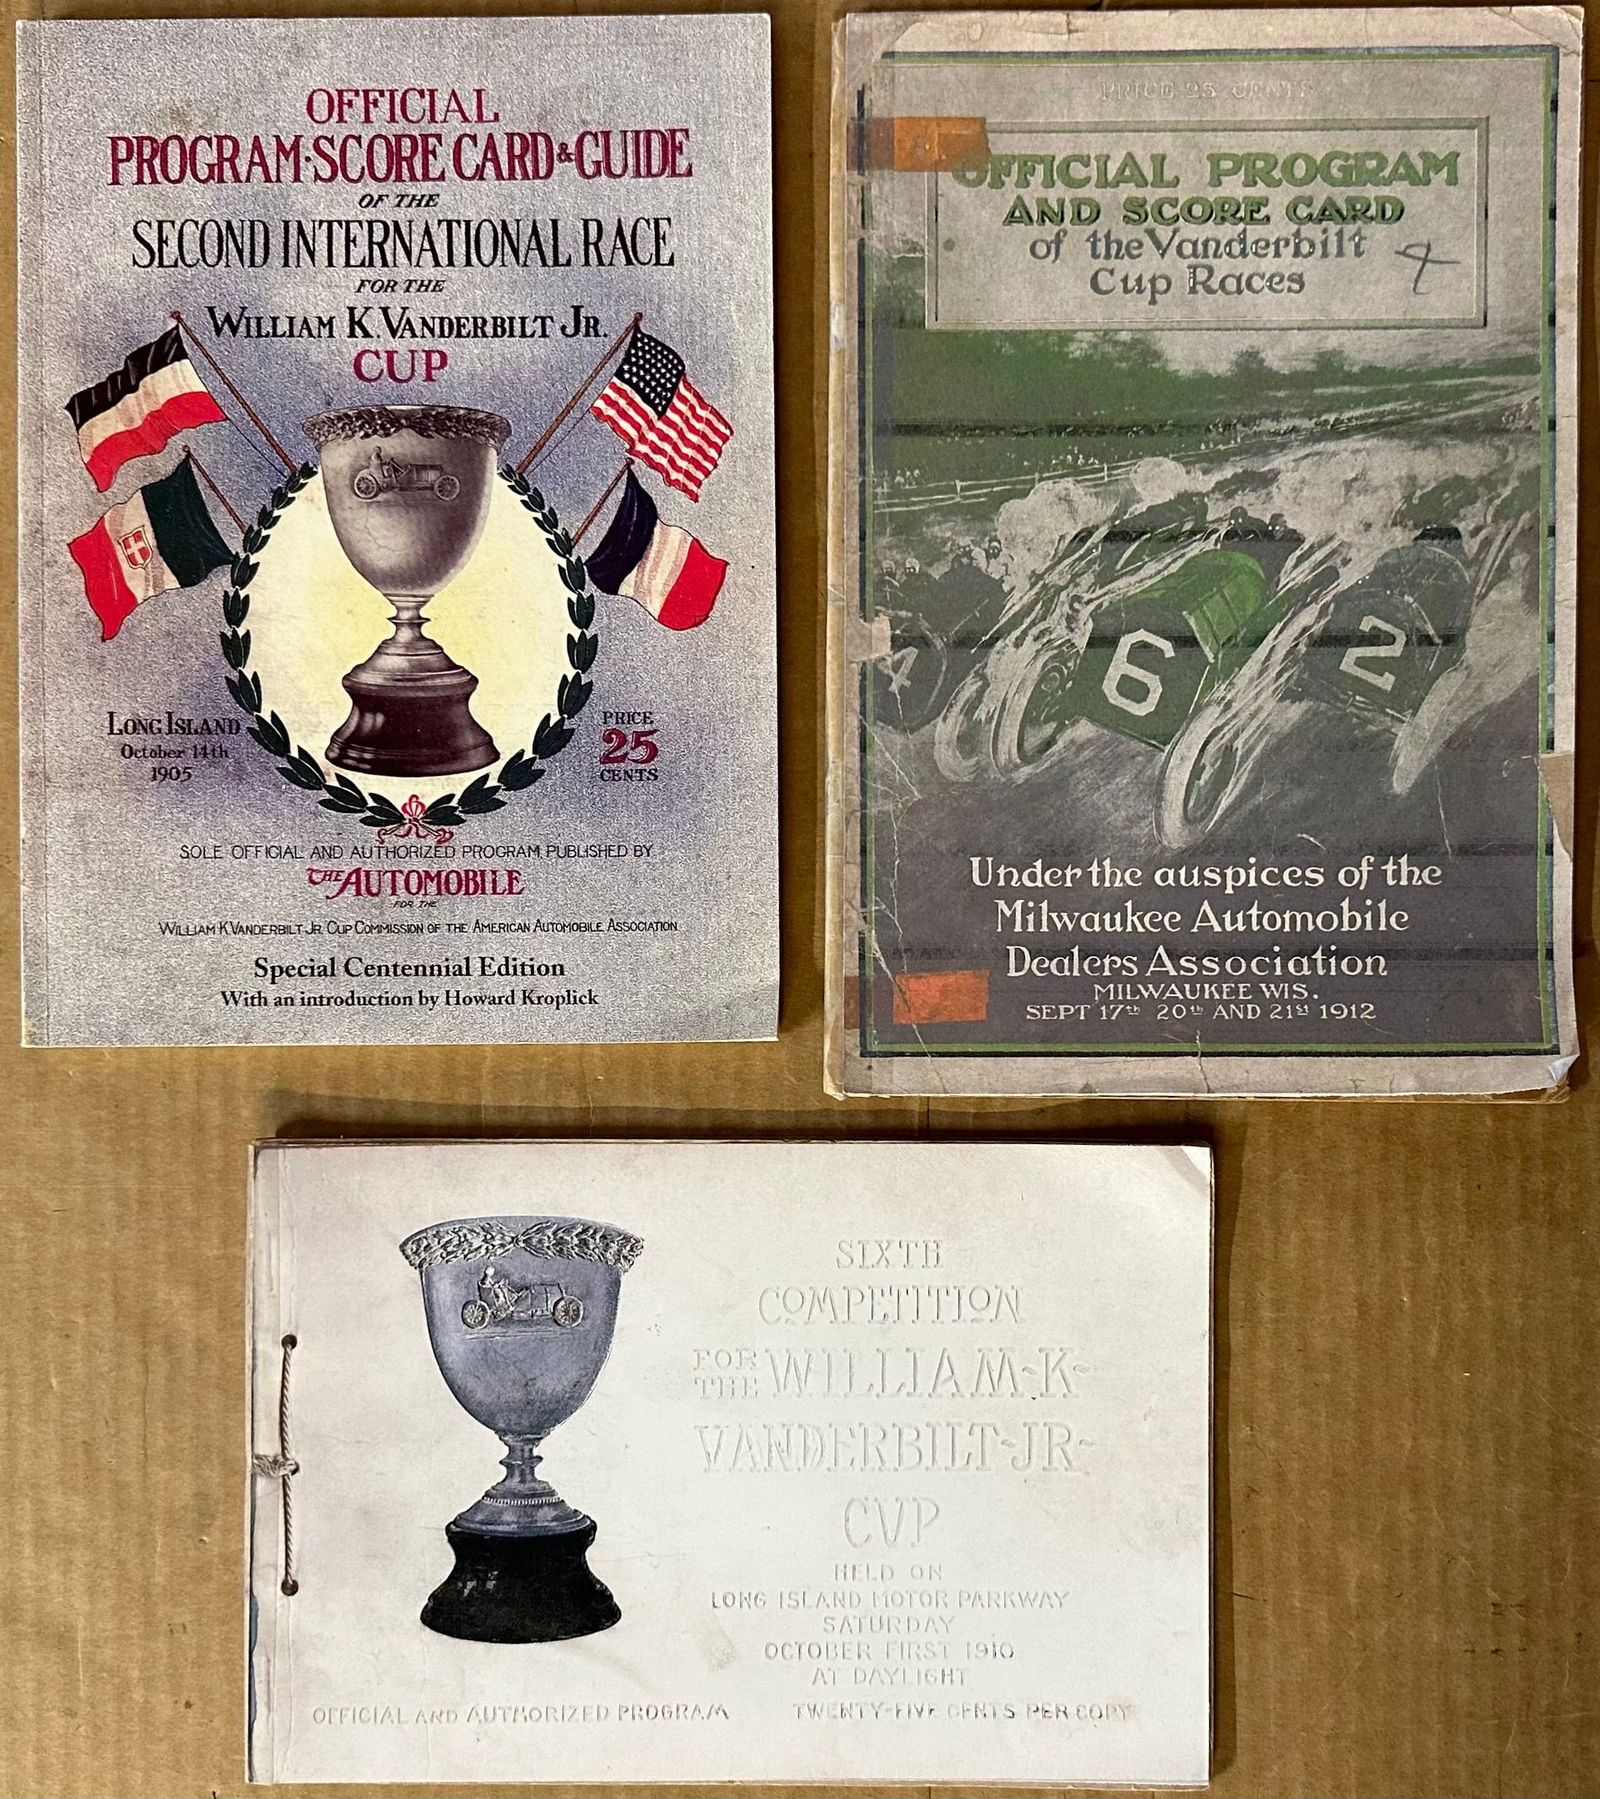 OFFICIAL
PROGRAM·SCORE CARD & GUIDE
OF THE
SECOND INTERNATIONAL RACE
FOR THE
WILLIAM K. VANDERBILT JR.
CUP
LONG ISLAND
October 14th
1905
PRICE
25
CENTS
SOLE OFFICIAL AND AUTHORIZED PROGRAM, PUBLISHED BY
THE AUTOMOBILE
FOR THE
WILLIAM K. VANDERBILT JR. CUP COMMISSION OF THE AMERICAN AUTOMOBILE ASSOCIATION
Special Centennial Edition
With an introduction by Howard Kroplick
PRICE 25 CENTS
OFFICIAL PROGRAM
AND SCORE CARD
of the Vanderbilt
Cup Races
4
6
2
Under the auspices of the
Milwaukee Automobile
Dealers Association
MILWAUKEE WIS.
SEPT 17th 20th AND 21st 1912
SIXTH
COMPETITION
FOR THE WILLIAM·K·
VANDERBILT·JR·
CVP
HELD ON
LONG ISLAND MOTOR PARKWAY
SATURDAY
OCTOBER FIRST 1910
AT DAYLIGHT
OFFICIAL AND AUTHORIZED PROGRAM TWENTY-FIVE CENTS PER COPY